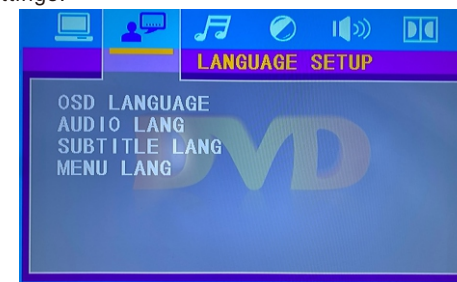 LANGUAGE SETUP
OSD LANGUAGE
AUDIO LANG
SUBTITLE LANG
MENU LANG
DVD